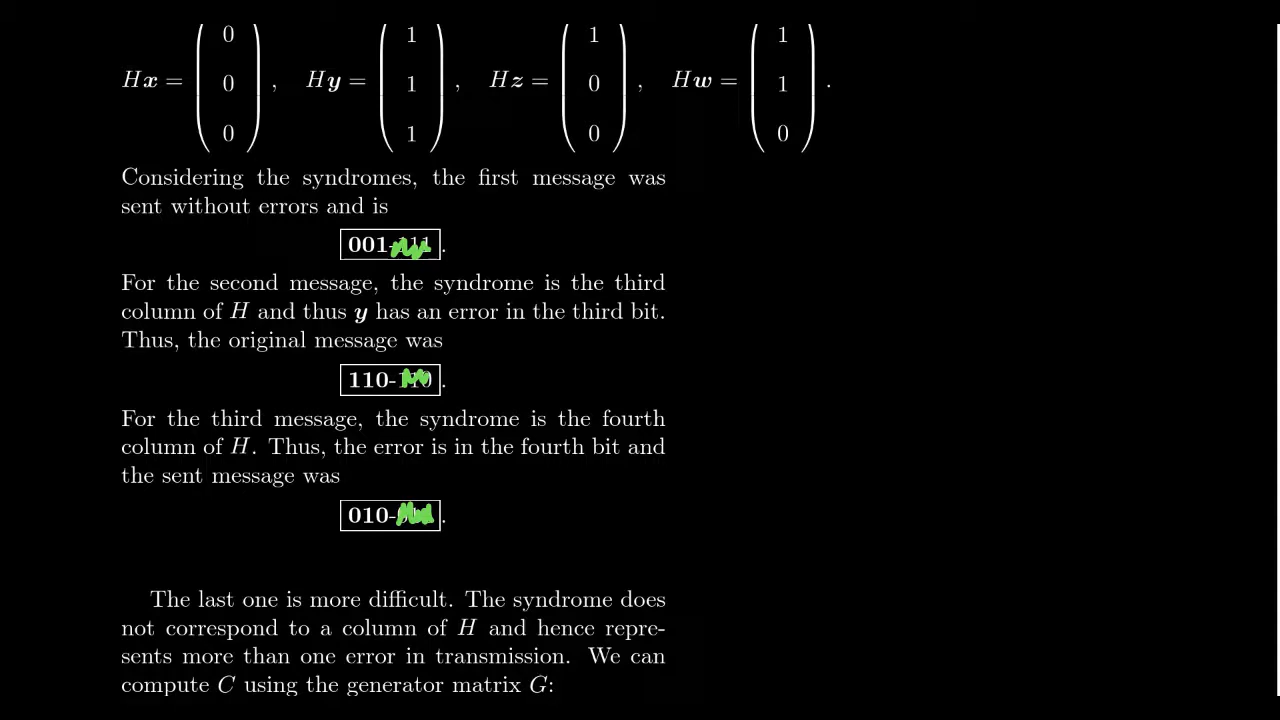 Hx = ( 0 0 0 ), Hy = ( 1 1 1 ), Hz = ( 1 0 0 ), Hw = ( 1 1 0 ).
Considering the syndromes, the first message was
sent without errors and is
001-111.
For the second message, the syndrome is the third
column of H and thus y has an error in the third bit.
Thus, the original message was
110-110.
For the third message, the syndrome is the fourth
column of H. Thus, the error is in the fourth bit and
the sent message was
010-
The last one is more difficult. The syndrome does
not correspond to a column of H and hence repre-
sents more than one error in transmission. We can
compute C using the generator matrix G: